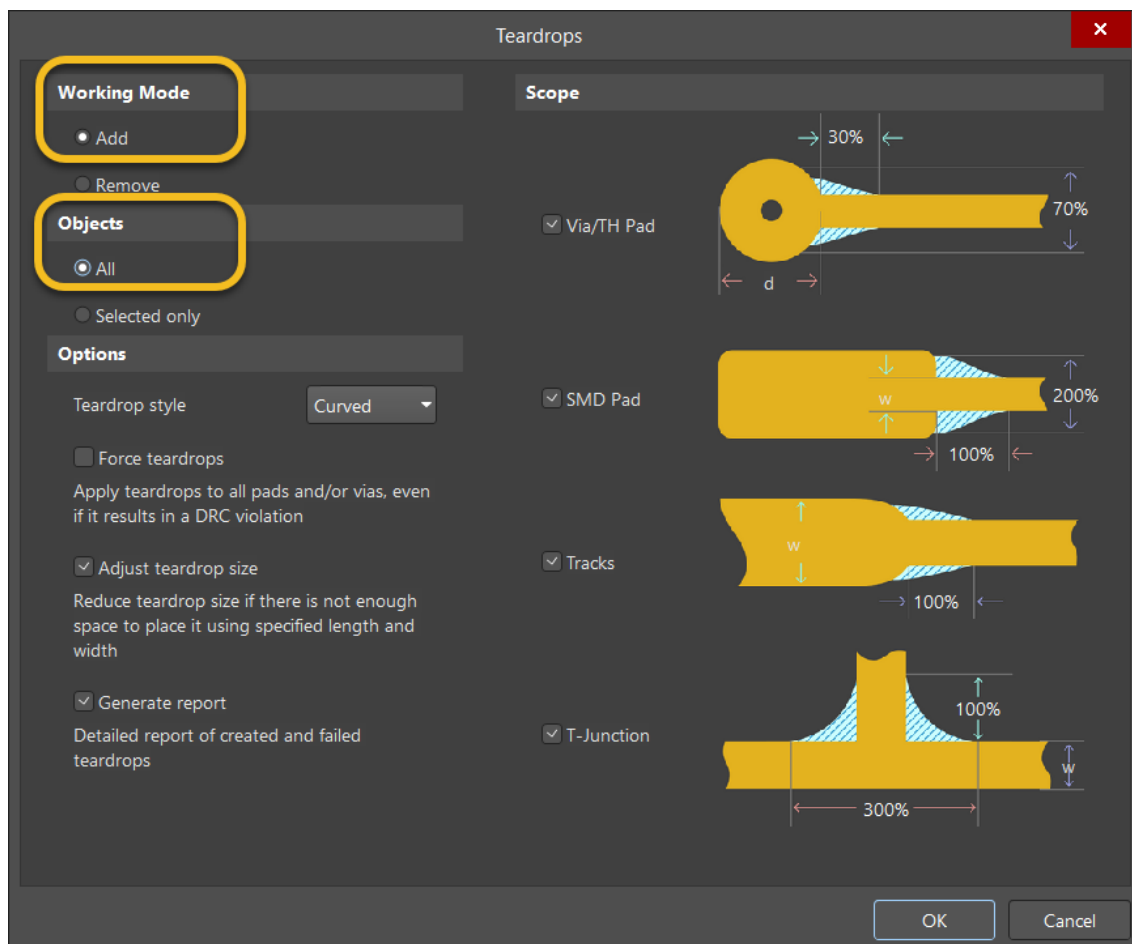 Teardrops
Working Mode
Add
Remove
Objects
All
Selected only
Options
Teardrop style
Curved
Force teardrops
Apply teardrops to all pads and/or vias, even
if it results in a DRC violation
Adjust teardrop size
Reduce teardrop size if there is not enough
space to place it using specified length and
width
Generate report
Detailed report of created and failed
teardrops
Scope
Via/TH Pad
30%
70%
d
SMD Pad
w
200%
100%
Tracks
w
100%
T-Junction
100%
w
300%
OK
Cancel